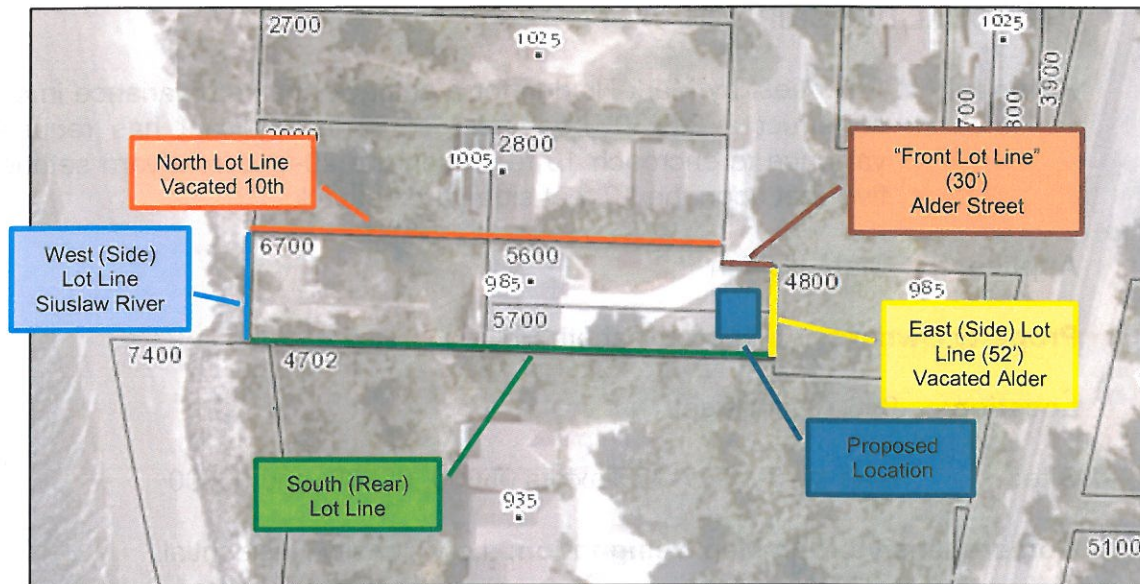 2700
1025
1025
3900
800
700
2800
1005
North Lot Line
Vacated 10th
"Front Lot Line"
(30')
Alder Street
West (Side)
Lot Line
Siuslaw River
6700
5600
985
5700
4800
985
East (Side) Lot
Line (52')
Vacated Alder
7400
4702
Proposed
Location
South (Rear)
Lot Line
935
5100